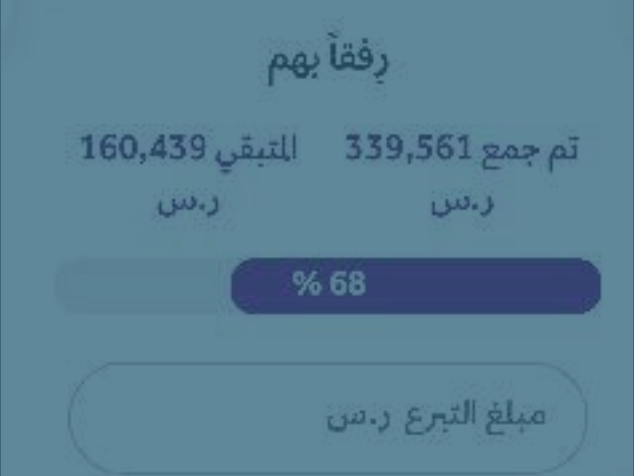 رِفقاً بهم
تم جمع 339,561 المتبقي 160,439
ر.س ر.س
% 68
مبلغ التبرع ر.س